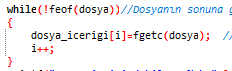 while(!feof(dosya))//Dosyanın sonuna g
{
dosya_icerigi[i]=fgetc(dosya); //
i++;
}